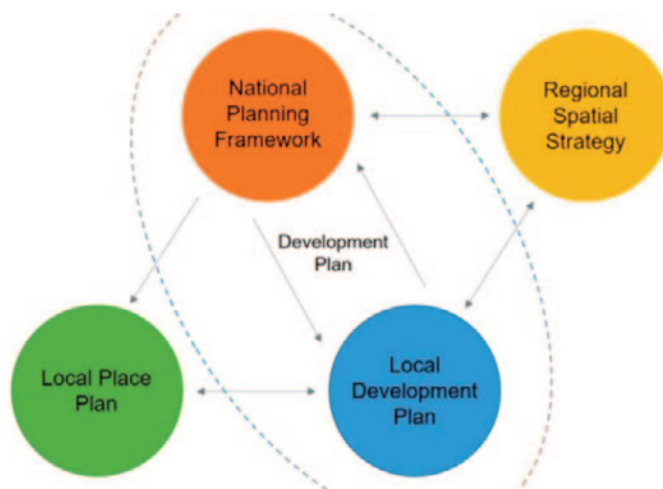 National
Planning
Framework
Regional
Spatial
Strategy
Development
Plan
Local Place
Plan
Local
Development
Plan